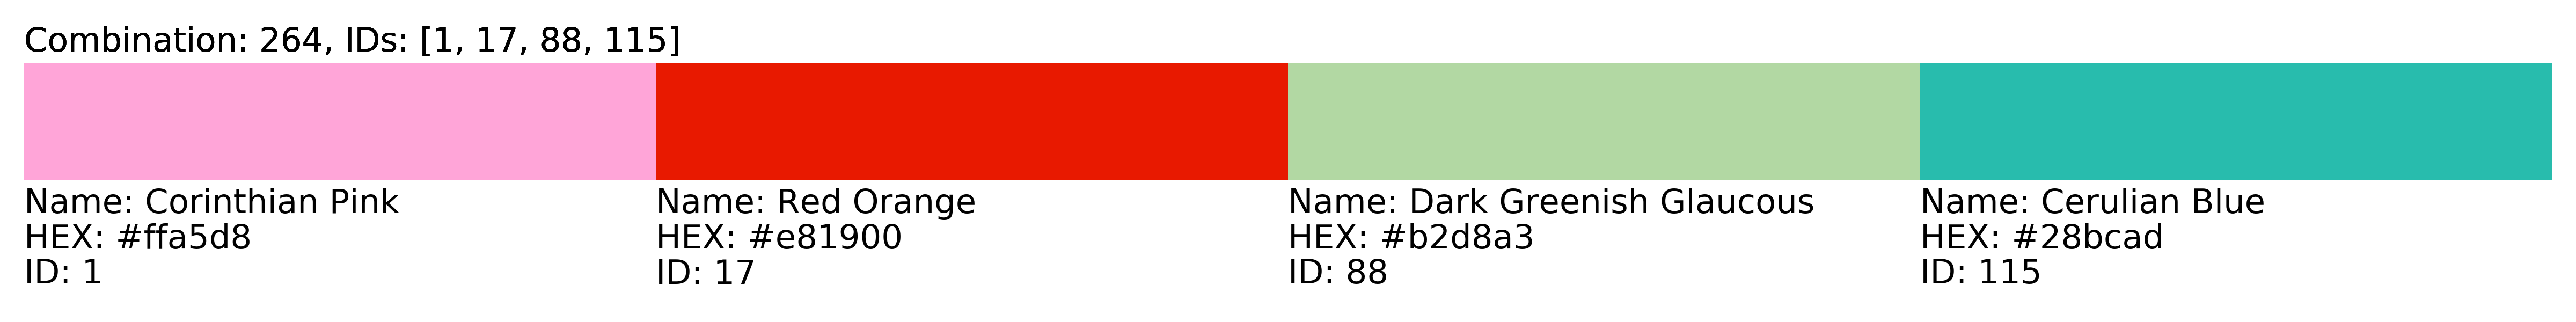 Combination: 264, IDs: [1, 17, 88, 115]
Name: Corinthian Pink
HEX: #ffa5d8
ID: 1
Name: Red Orange
HEX: #e81900
ID: 17
Name: Dark Greenish Glaucous
HEX: #b2d8a3
ID: 88
Name: Cerulian Blue
HEX: #28bcad
ID: 115